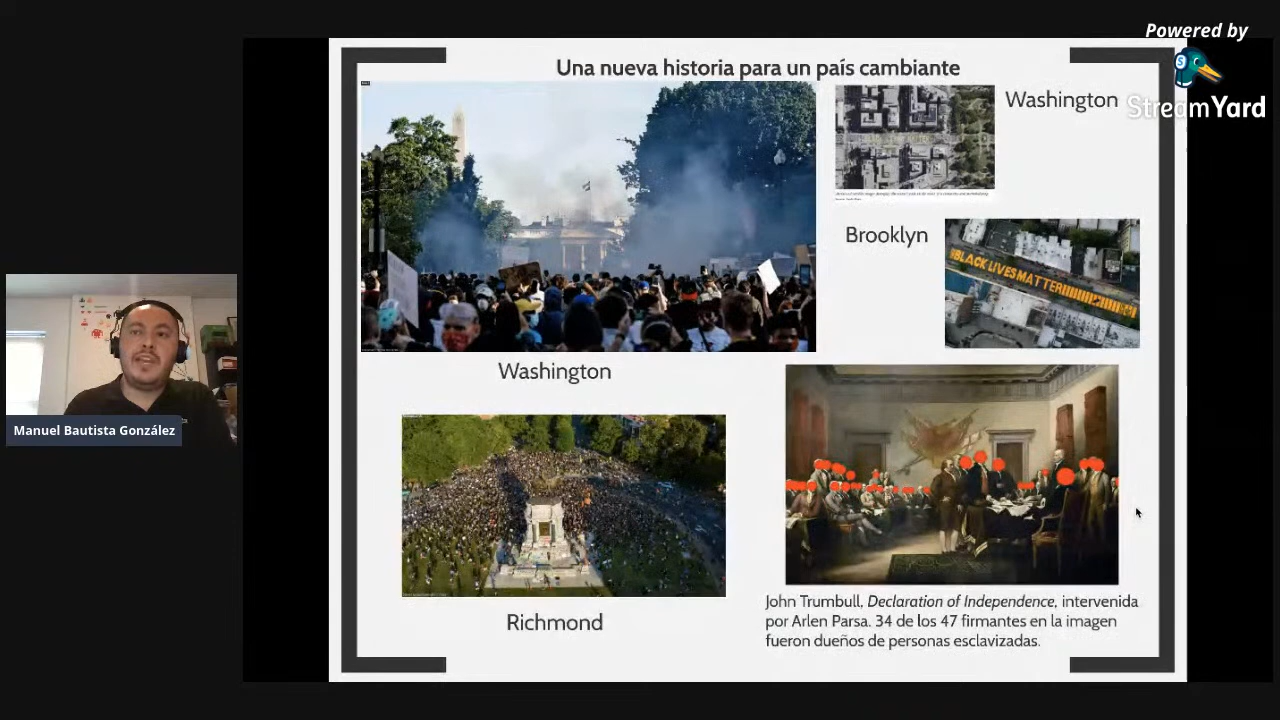 Powered by
StreamYard
Una nueva historia para un país cambiante
Washington
Brooklyn
#BLACK LIVES MATTER
Washington
Richmond
John Trumbull, Declaration of Independence, intervenida
por Arlen Parsa. 34 de los 47 firmantes en la imagen
fueron dueños de personas esclavizadas.
Manuel Bautista González